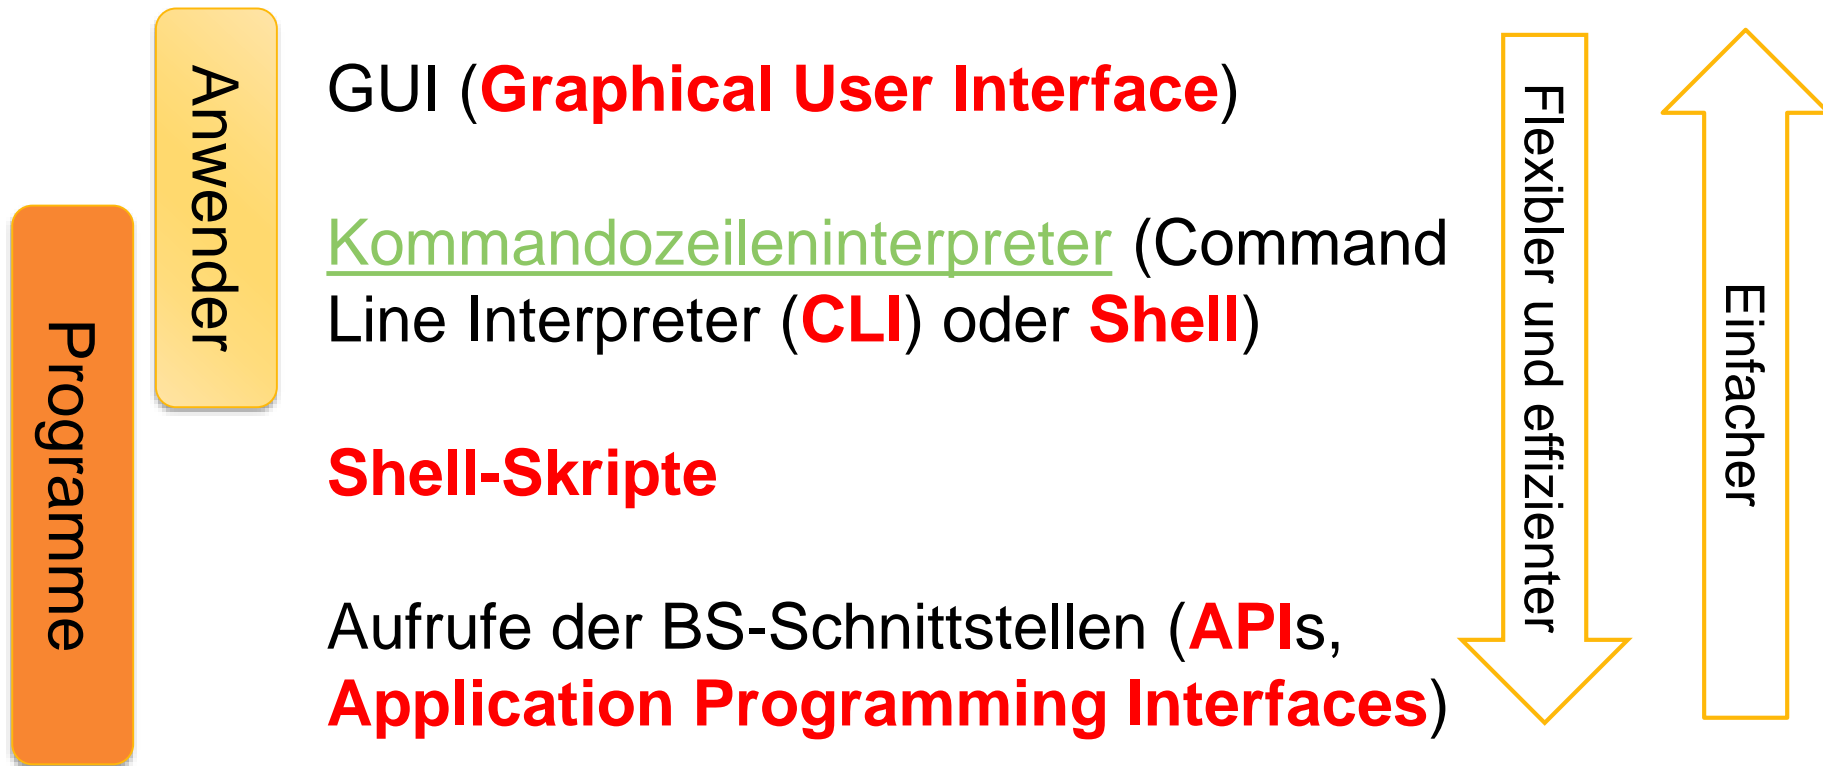 Anwender
Programme
GUI (Graphical User Interface)
Kommandozeileninterpreter (Command
Line Interpreter (CLI) oder Shell)
Shell-Skripte
Aufrufe der BS-Schnittstellen (APIs,
Application Programming Interfaces)
Flexibler und effizienter
Einfacher